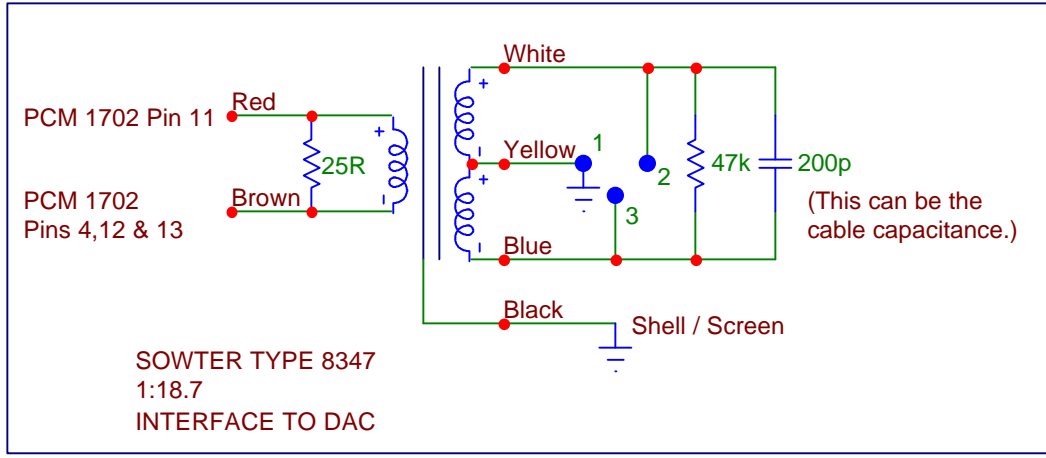 White
PCM 1702 Pin 11
Red
+
+
-
25R
-
Yellow
1
2
47k
200p
PCM 1702
Pins 4,12 & 13
Brown
+
-
3
(This can be the
cable capacitance.)
Blue
Black
Shell / Screen
SOWTER TYPE 8347
1:18.7
INTERFACE TO DAC